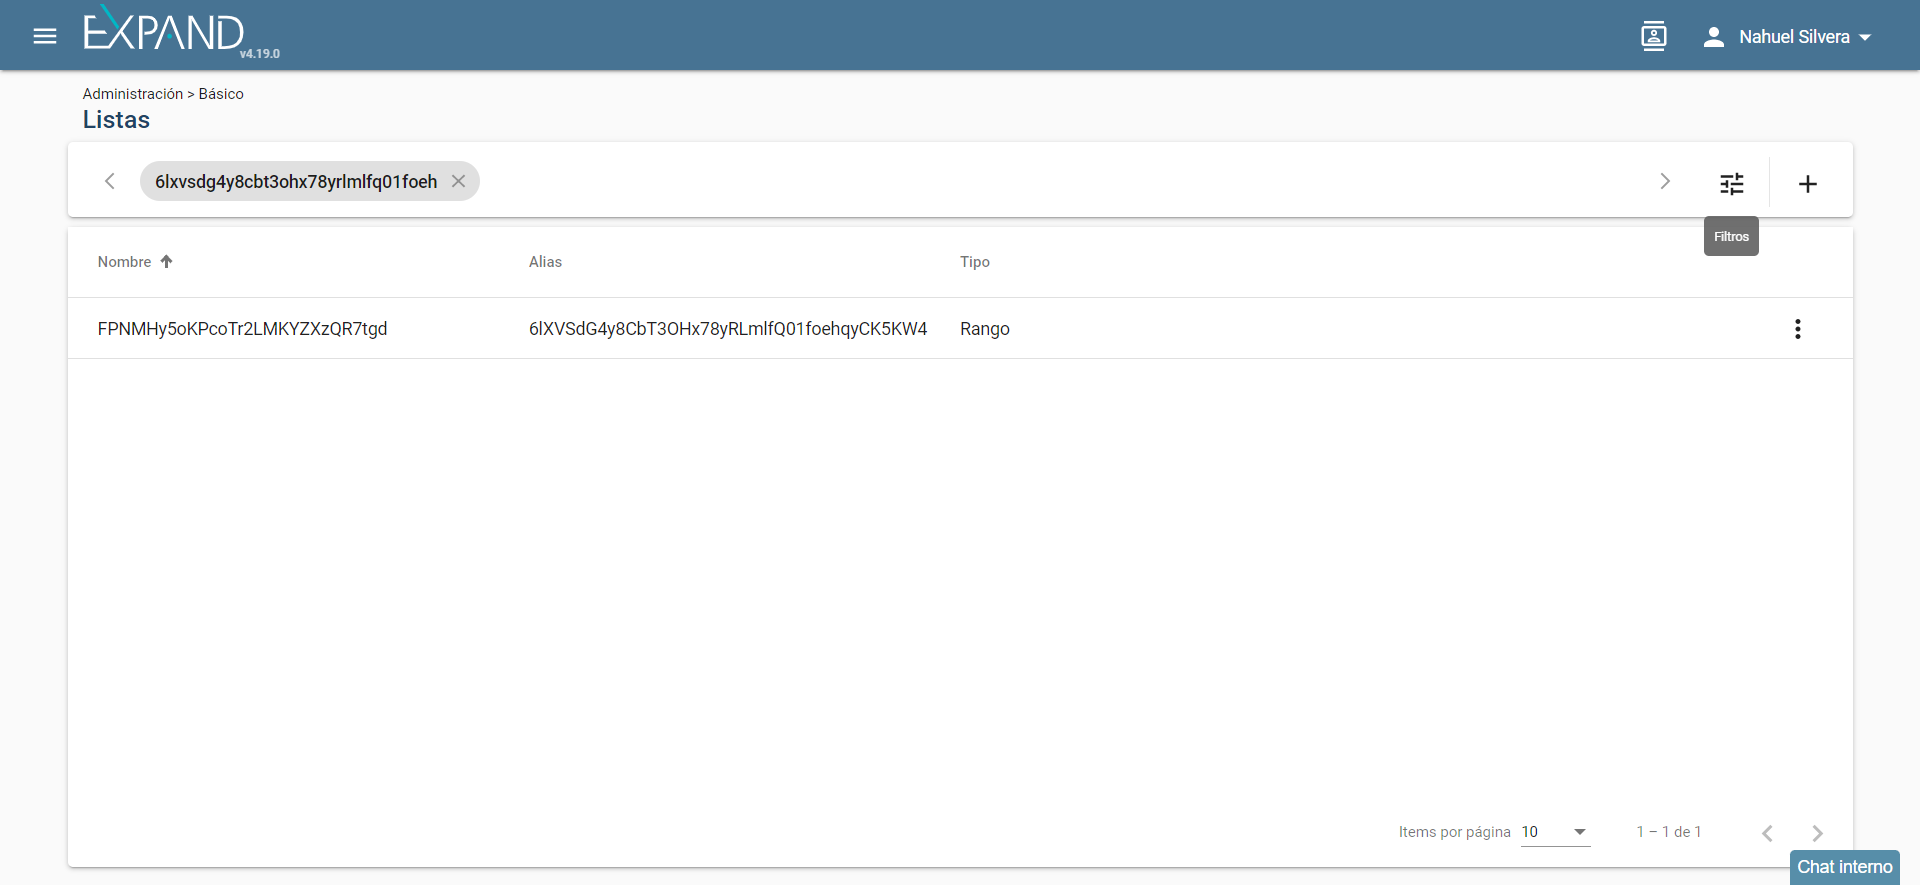 EXPAND
v4.19.0
Nahuel Silvera
Administración > Básico
Listas
6lxvsdg4y8cbt3ohx78yrlmlfq01foeh
Filtros
Nombre Alias Tipo
FPNMHy5oKPcoTr2LMKYZXzQR7tgd 6lXVSdG4y8CbT3OHx78yRLmlfQ01foehqyCK5KW4 Rango
Items por página 10 1 – 1 de 1
Chat interno